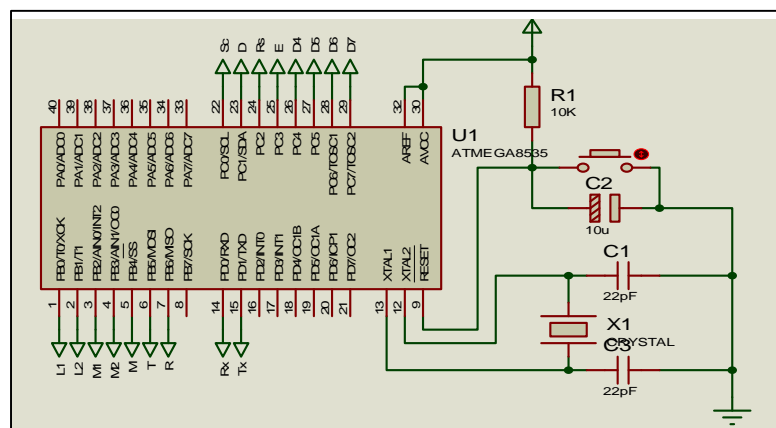 Sc D Rs E D4 D5 D6 D7
40 39 38 37 36 35 34 33 22 23 24 25 26 27 28 29 32 30
PA0/ADC0 PA1/ADC1 PA2/ADC2 PA3/ADC3 PA4/ADC4 PA5/ADC5 PA6/ADC6 PA7/ADC7 PC0/SCL PC1/SDA PC2 PC3 PC4 PC5 PC6/TOSC1 PC7/TOSC2 AREF AVCC
U1
ATMEGA8535
R1
10K
C2
10u
PB0/T0/XCK PB1/T1 PB2/AIN0/INT2 PB3/AIN1/OC0 PB4/SS PB5/MOSI PB6/MISO PB7/SCK PD0/RXD PD1/TXD PD2/INT0 PD3/INT1 PD4/OC1B PD5/OC1A PD6/ICP1 PD7/OC2 XTAL1 XTAL2 RESET
1 2 3 4 5 6 7 8 14 15 16 17 18 19 20 21 13 12 9
L1 L2 M1 M2 M T R Rx Tx
C1
22pF
X1
CRYSTAL
C3
22pF